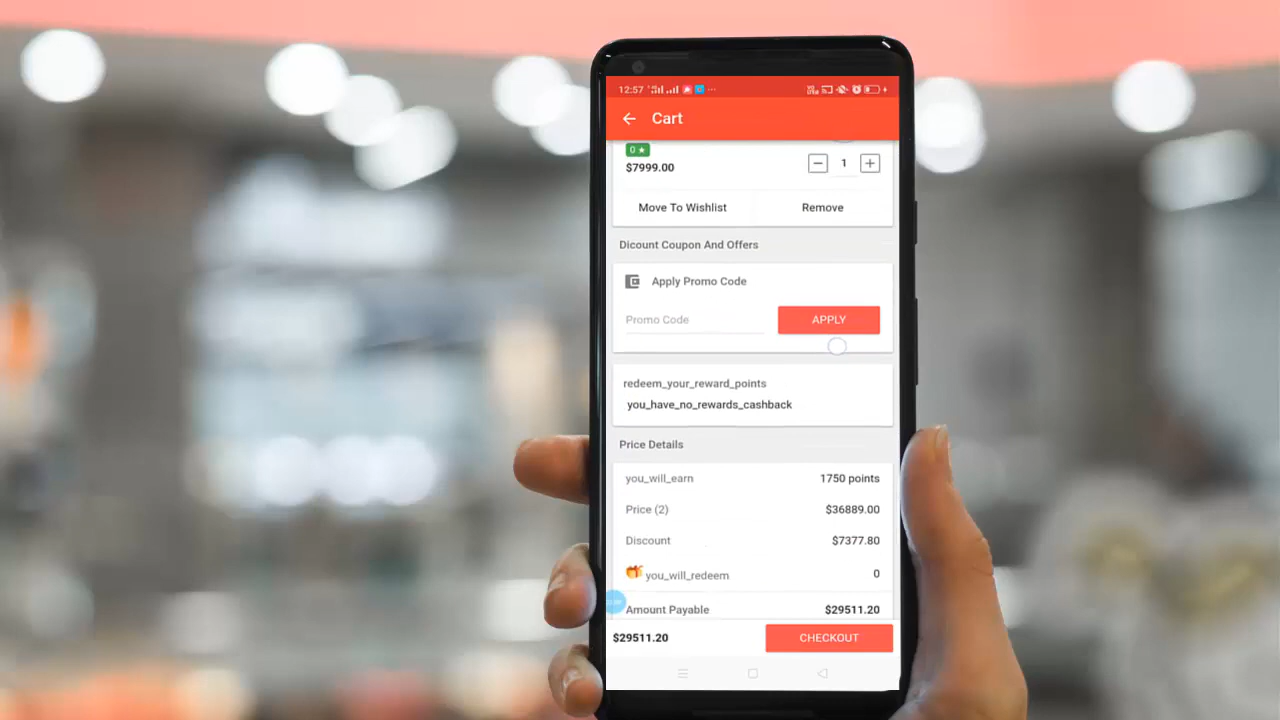 12:57
Cart
0 ★
$7999.00
1
Move To Wishlist
Remove
Dicount Coupon And Offers
Apply Promo Code
Promo Code
APPLY
redeem_your_reward_points
you_have_no_rewards_cashback
Price Details
you_will_earn
1750 points
Price (2)
$36889.00
Discount
$7377.80
you_will_redeem
0
Amount Payable
$29511.20
$29511.20
CHECKOUT